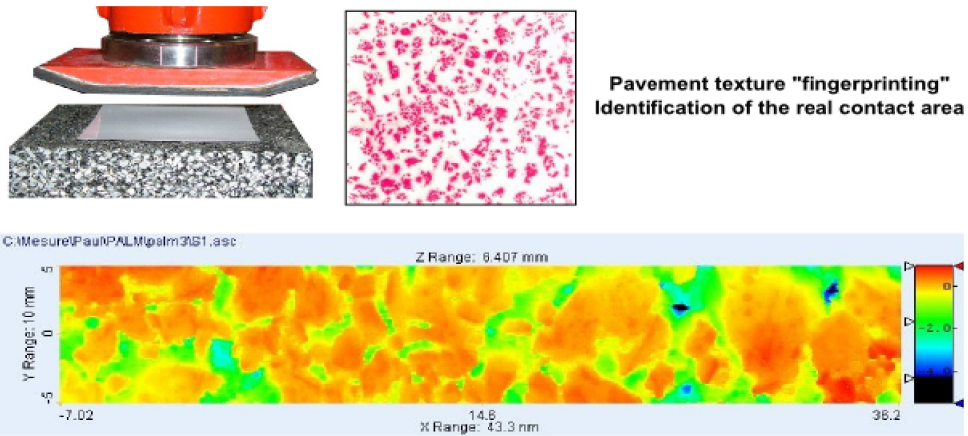 Pavement texture "fingerprinting"
Identification of the real contact area
C:\Mesure\Paul\PALM\palm3\S1.asc
Z Range: 6.407 mm
Y Range: 10 mm
5
0
-5
-7.02
14.6
36.2
X Range: 43.3 nm
0
-2.0